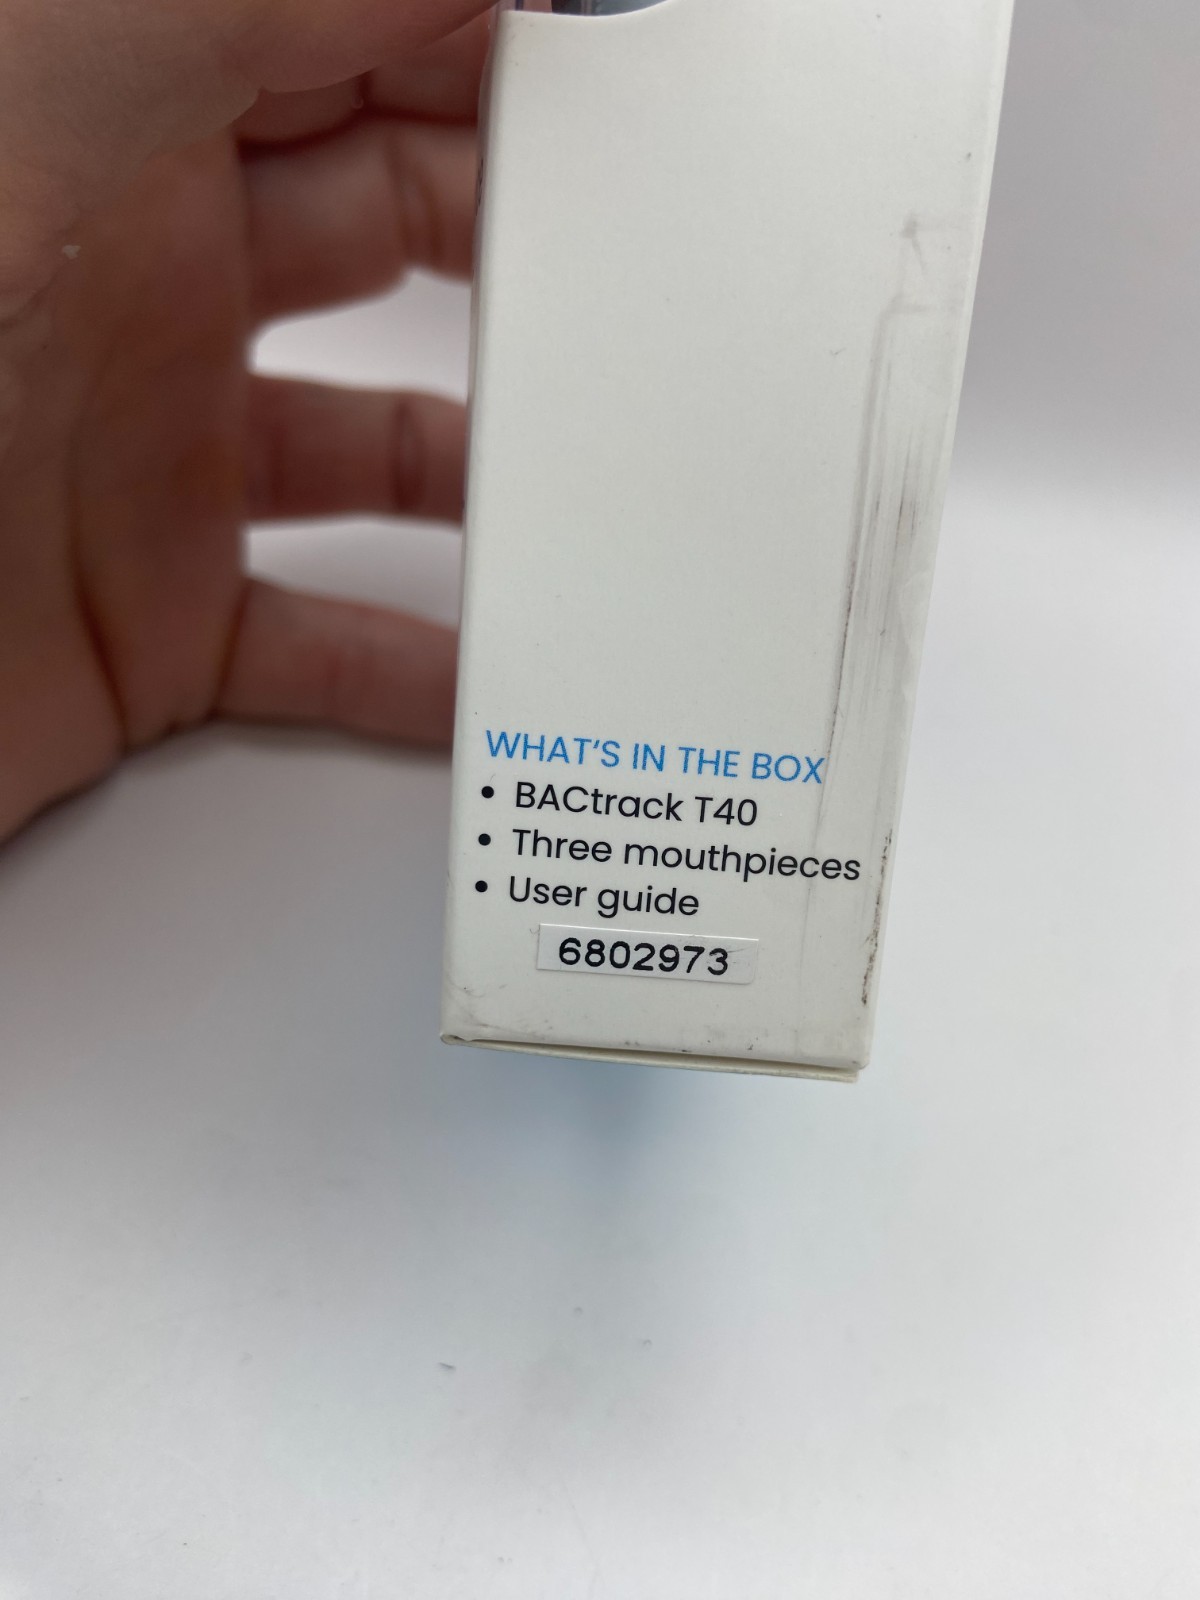 WHAT'S IN THE BOX
• BACtrack T40
• Three mouthpieces
• User guide
6802973